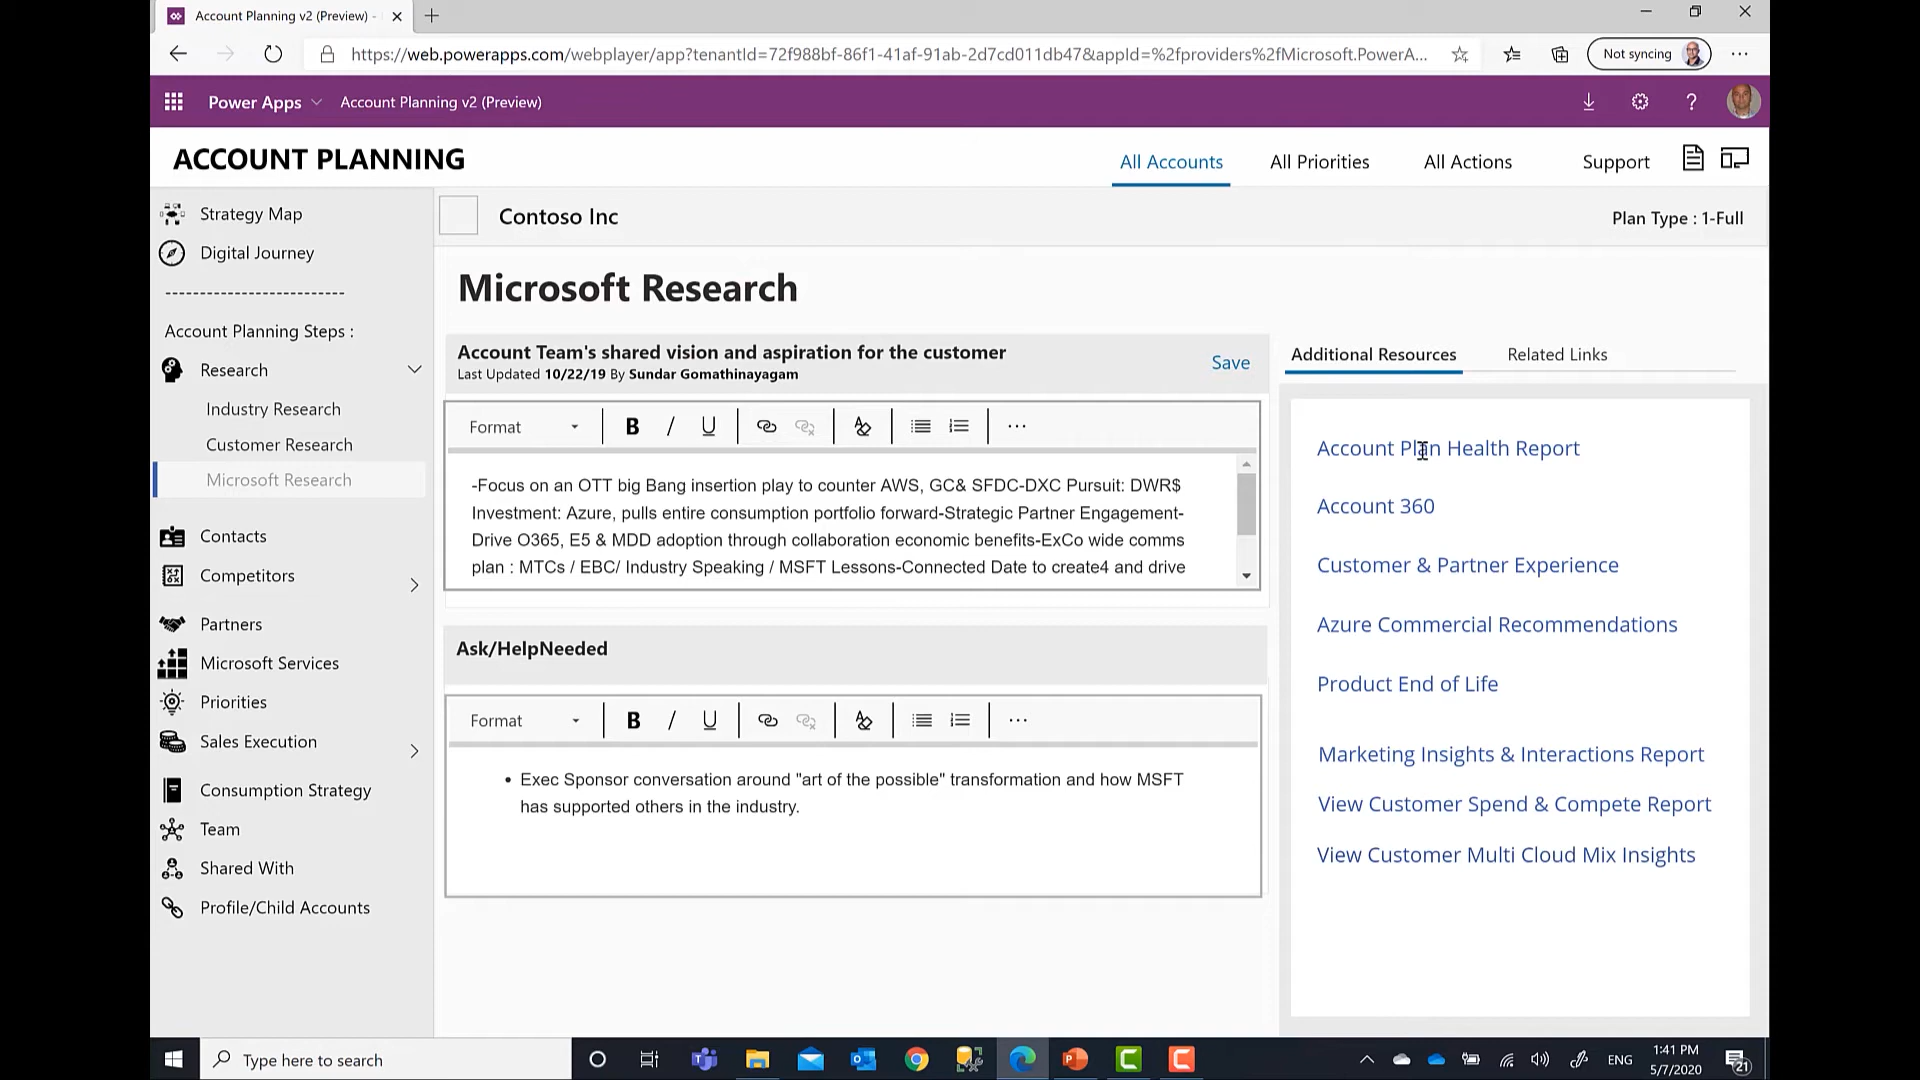 Account Planning v2 (Preview) -
https://web.powerapps.com/webplayer/app?tenantId=72f988bf-86f1-41af-91ab-2d7cd011db47&appId=%2fproviders%2fMicrosoft.PowerA...
Not syncing
Power Apps
Account Planning v2 (Preview)
?
ACCOUNT PLANNING
All Accounts
All Priorities
All Actions
Support
Strategy Map
Digital Journey
--------------------------
Account Planning Steps :
Research
Industry Research
Customer Research
Microsoft Research
Contacts
Competitors
Partners
Microsoft Services
Priorities
Sales Execution
Consumption Strategy
Team
Shared With
Profile/Child Accounts
Contoso Inc
Plan Type : 1-Full
Microsoft Research
Account Team's shared vision and aspiration for the customer
Last Updated 10/22/19 By Sundar Gomathinayagam
Save
Format
B I U
-Focus on an OTT big Bang insertion play to counter AWS, GC& SFDC-DXC Pursuit: DWR$
Investment: Azure, pulls entire consumption portfolio forward-Strategic Partner Engagement-
Drive O365, E5 & MDD adoption through collaboration economic benefits-ExCo wide comms
plan : MTCs / EBC/ Industry Speaking / MSFT Lessons-Connected Date to create4 and drive
Ask/HelpNeeded
Format
B I U
• Exec Sponsor conversation around "art of the possible" transformation and how MSFT
has supported others in the industry.
Additional Resources
Related Links
Account Plan Health Report
Account 360
Customer & Partner Experience
Azure Commercial Recommendations
Product End of Life
Marketing Insights & Interactions Report
View Customer Spend & Compete Report
View Customer Multi Cloud Mix Insights
Type here to search
ENG
1:41 PM
5/7/2020
21